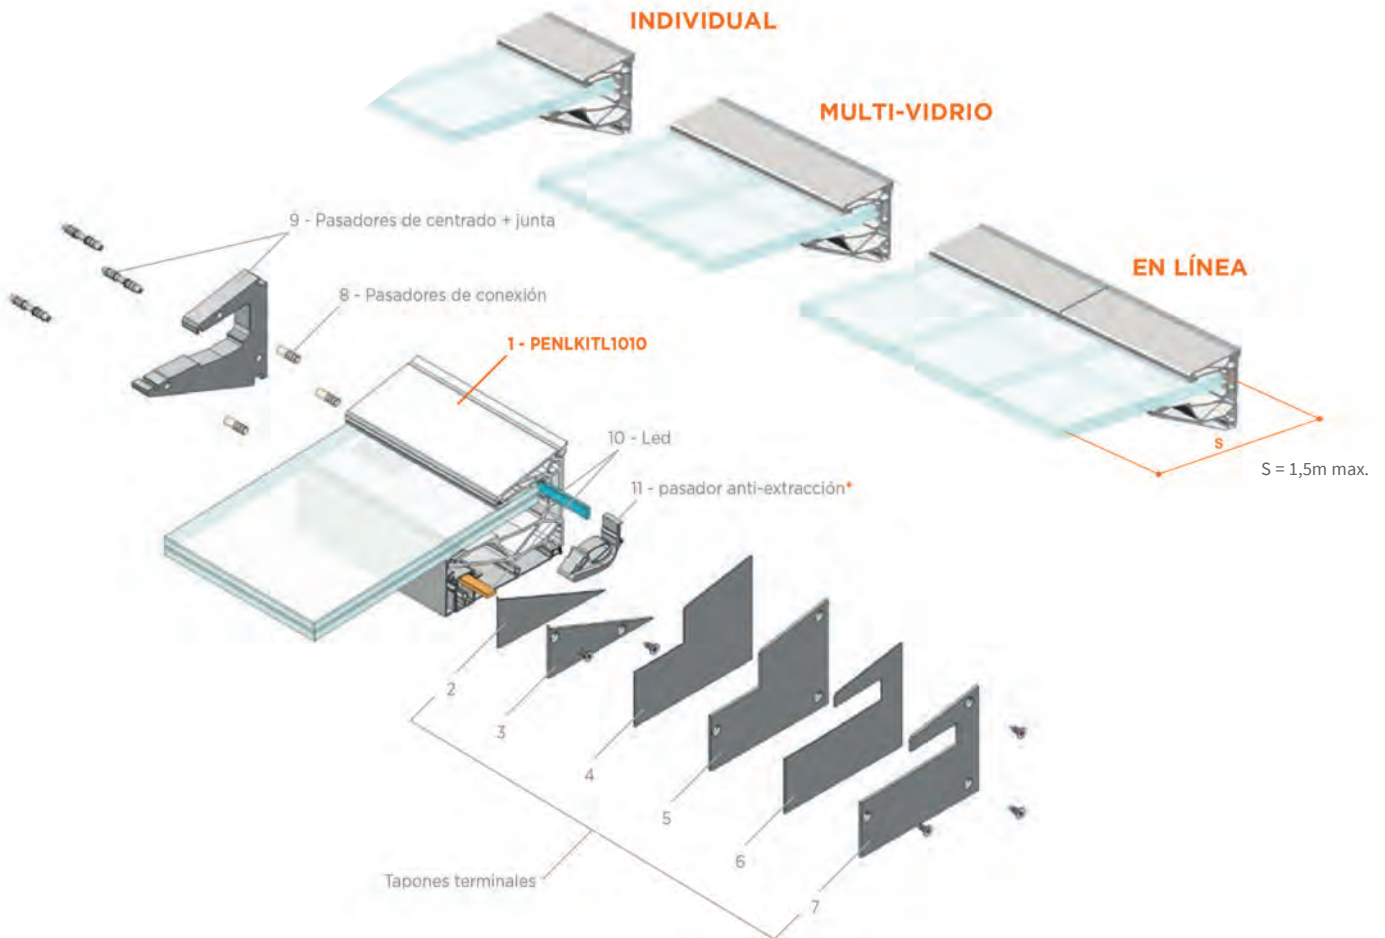 INDIVIDUAL
MULTI-VIDRIO
EN LÍNEA
9 - Pasadores de centrado + junta
8 - Pasadores de conexión
1 - PENLKITL1010
10 - Led
11 - pasador anti-extracción*
S
S = 1,5m max.
2
3
4
5
6
7
Tapones terminales